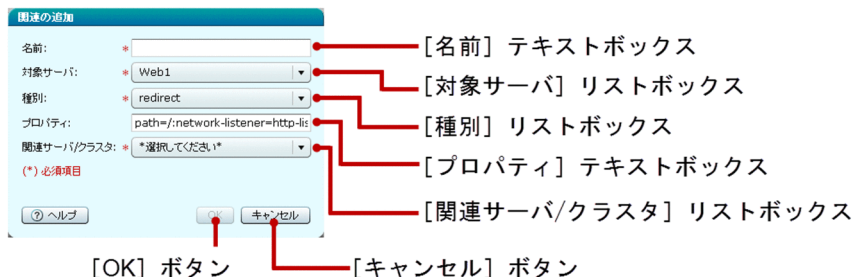 関連の追加
名前: *
[名前] テキストボックス
対象サーバ: * Web1
[対象サーバ] リストボックス
種別: * redirect
[種別] リストボックス
プロパティ: path=/:network-listener=http-lis
[プロパティ] テキストボックス
関連サーバ/クラスタ: * *選択してください*
[関連サーバ/クラスタ] リストボックス
(*) 必須項目
? ヘルプ OK キャンセル
[OK] ボタン [キャンセル] ボタン